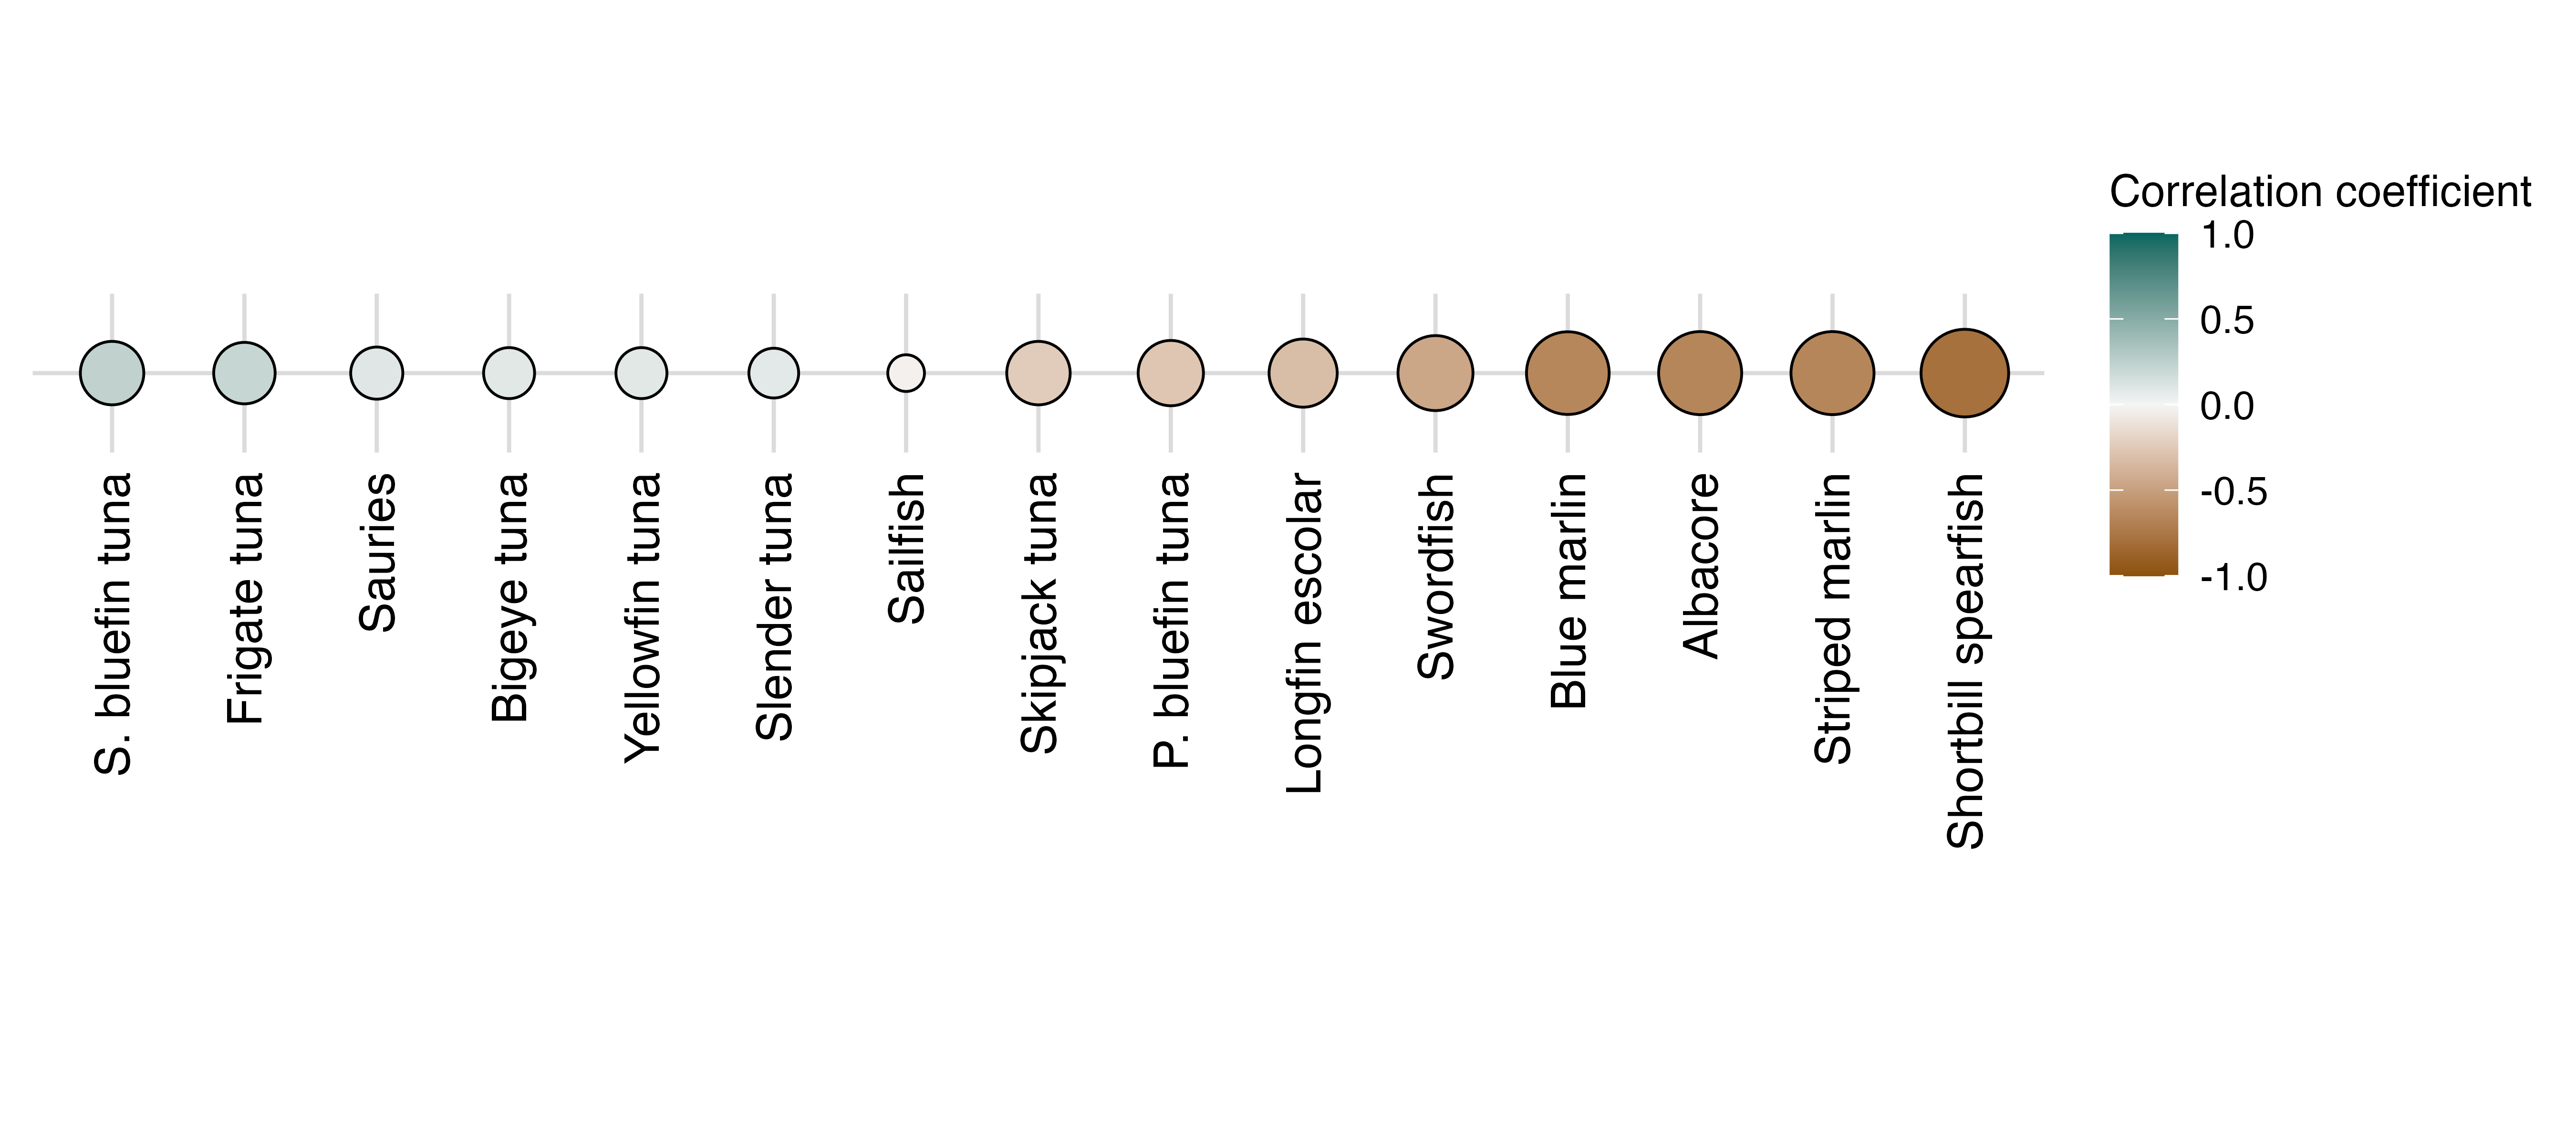 Correlation coefficient
1.0
0.5
0.0
-0.5
-1.0
S. bluefin tuna
Frigate tuna
Sauries
Bigeye tuna
Yellowfin tuna
Slender tuna
Sailfish
Skipjack tuna
P. bluefin tuna
Longfin escolar
Swordfish
Blue marlin
Albacore
Striped marlin
Shortbill spearfish